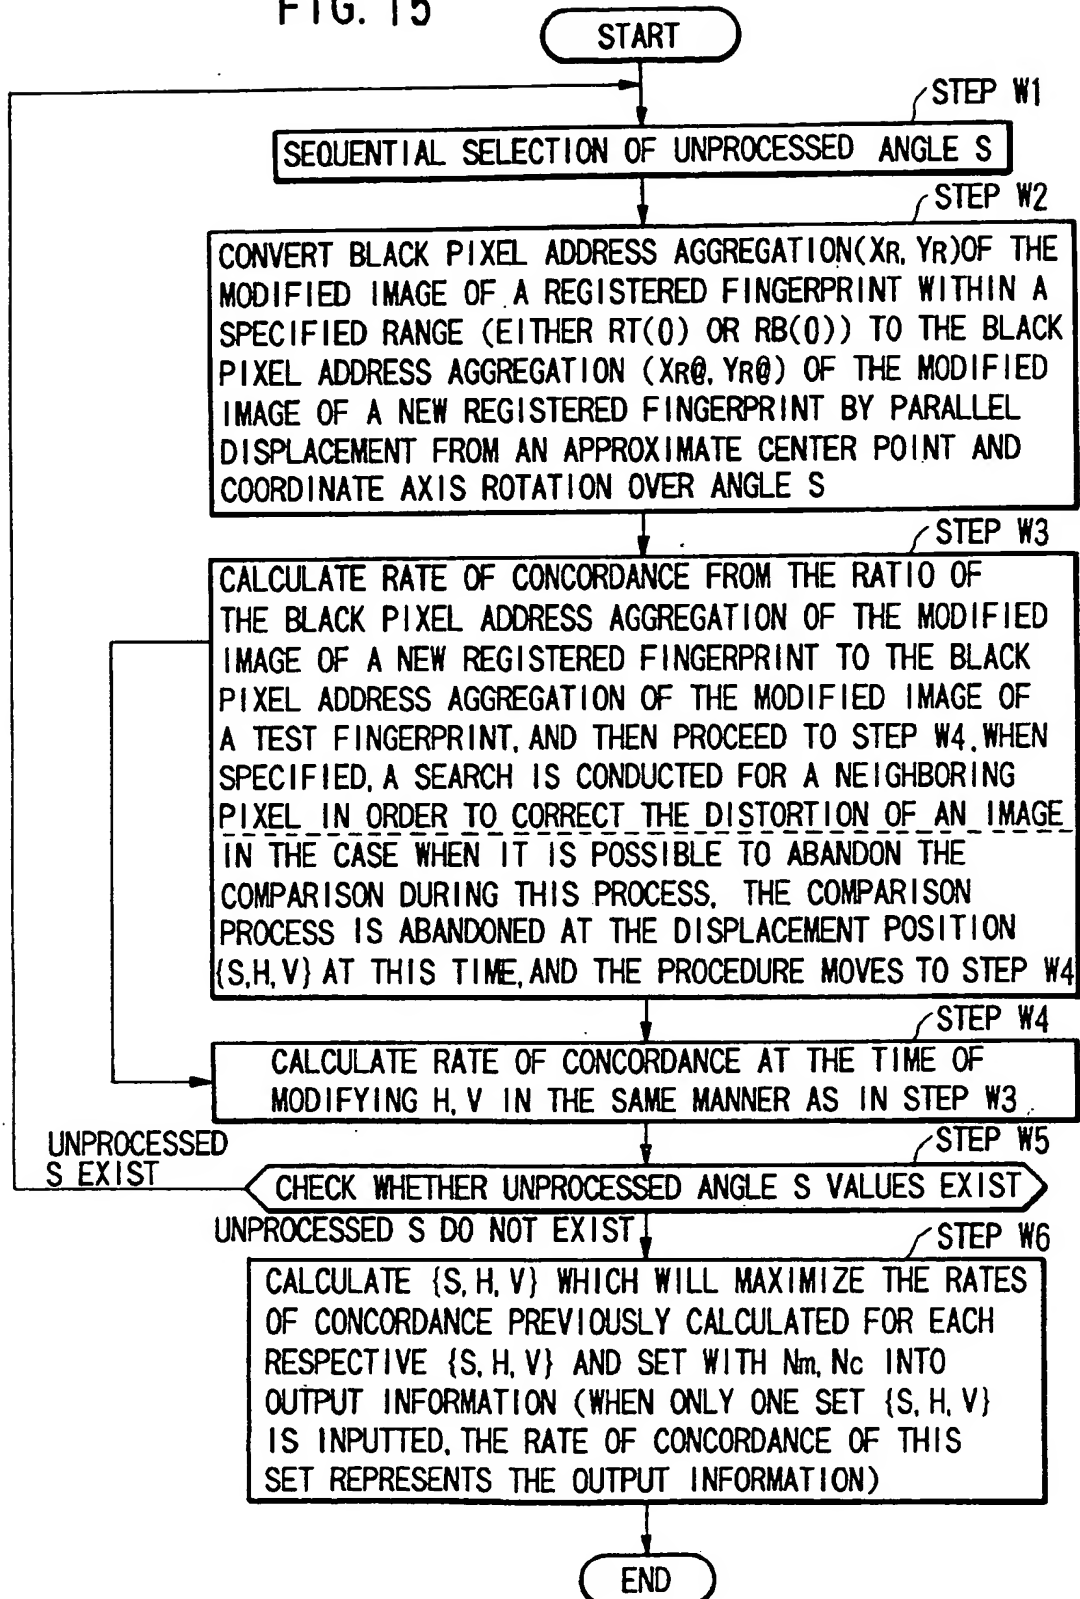 FIG. 15
START
STEP W1
SEQUENTIAL SELECTION OF UNPROCESSED ANGLE S
STEP W2
CONVERT BLACK PIXEL ADDRESS AGGREGATION(XR, YR)OF THE
MODIFIED IMAGE OF A REGISTERED FINGERPRINT WITHIN A
SPECIFIED RANGE (EITHER RT(0) OR RB(0)) TO THE BLACK
PIXEL ADDRESS AGGREGATION (XR@, YR@) OF THE MODIFIED
IMAGE OF A NEW REGISTERED FINGERPRINT BY PARALLEL
DISPLACEMENT FROM AN APPROXIMATE CENTER POINT AND
COORDINATE AXIS ROTATION OVER ANGLE S
STEP W3
CALCULATE RATE OF CONCORDANCE FROM THE RATIO OF
THE BLACK PIXEL ADDRESS AGGREGATION OF THE MODIFIED
IMAGE OF A NEW REGISTERED FINGERPRINT TO THE BLACK
PIXEL ADDRESS AGGREGATION OF THE MODIFIED IMAGE OF
A TEST FINGERPRINT, AND THEN PROCEED TO STEP W4. WHEN
SPECIFIED, A SEARCH IS CONDUCTED FOR A NEIGHBORING
PIXEL IN ORDER TO CORRECT THE DISTORTION OF AN IMAGE
IN THE CASE WHEN IT IS POSSIBLE TO ABANDON THE
COMPARISON DURING THIS PROCESS, THE COMPARISON
PROCESS IS ABANDONED AT THE DISPLACEMENT POSITION
{S,H,V} AT THIS TIME, AND THE PROCEDURE MOVES TO STEP W4
STEP W4
CALCULATE RATE OF CONCORDANCE AT THE TIME OF
MODIFYING H, V IN THE SAME MANNER AS IN STEP W3
UNPROCESSED
S EXIST
STEP W5
CHECK WHETHER UNPROCESSED ANGLE S VALUES EXIST
UNPROCESSED S DO NOT EXIST
STEP W6
CALCULATE {S, H, V} WHICH WILL MAXIMIZE THE RATES
OF CONCORDANCE PREVIOUSLY CALCULATED FOR EACH
RESPECTIVE {S, H, V} AND SET WITH Nm, Nc INTO
OUTPUT INFORMATION (WHEN ONLY ONE SET {S, H, V}
IS INPUTTED, THE RATE OF CONCORDANCE OF THIS
SET REPRESENTS THE OUTPUT INFORMATION)
END